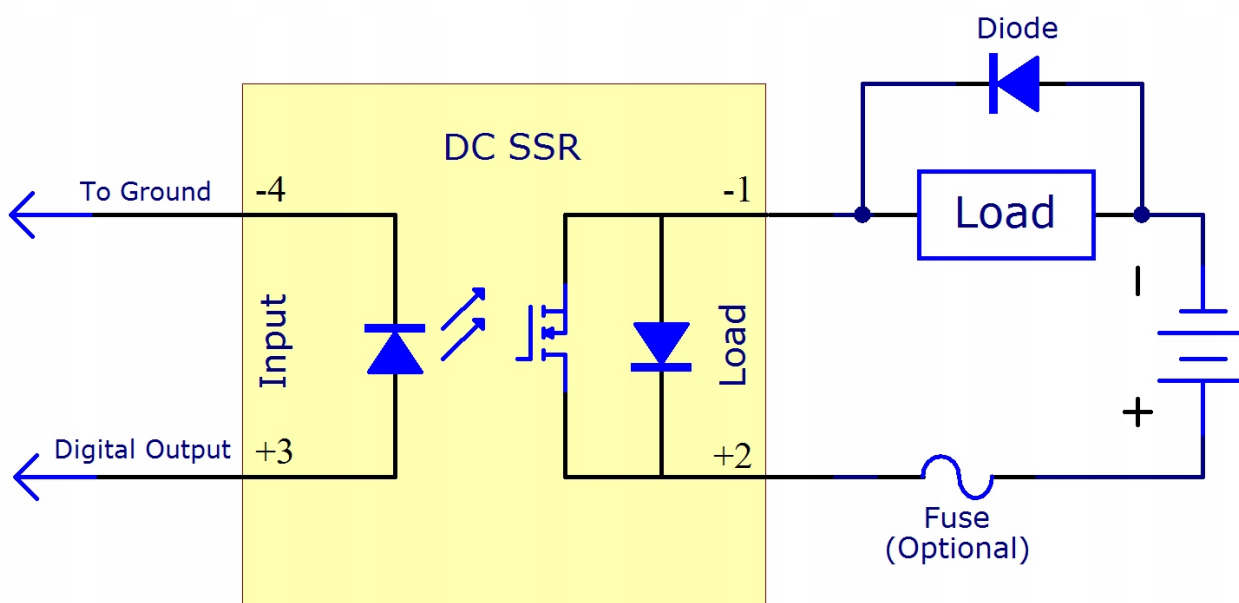 Diode
DC SSR
To Ground
-4
-1
Load
Input
Load
-
+
Digital Output
+3
+2
Fuse
(Optional)